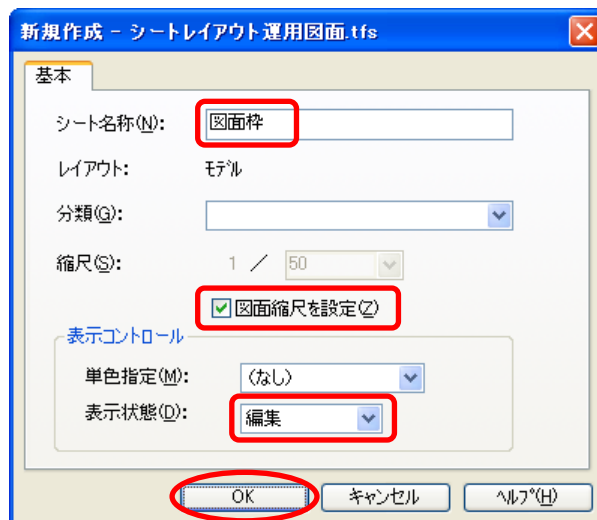 新規作成 - シートレイアウト運用図面.tfs
基本
シート名称(N): 図面枠
レイアウト: ﾓﾃﾞﾙ
分類(G):
縮尺(S): 1 ／ 50
図面縮尺を設定(Z)
表示コントロール
単色指定(M): (なし)
表示状態(D): 編集
OK キャンセル ﾍﾙﾌﾟ(H)